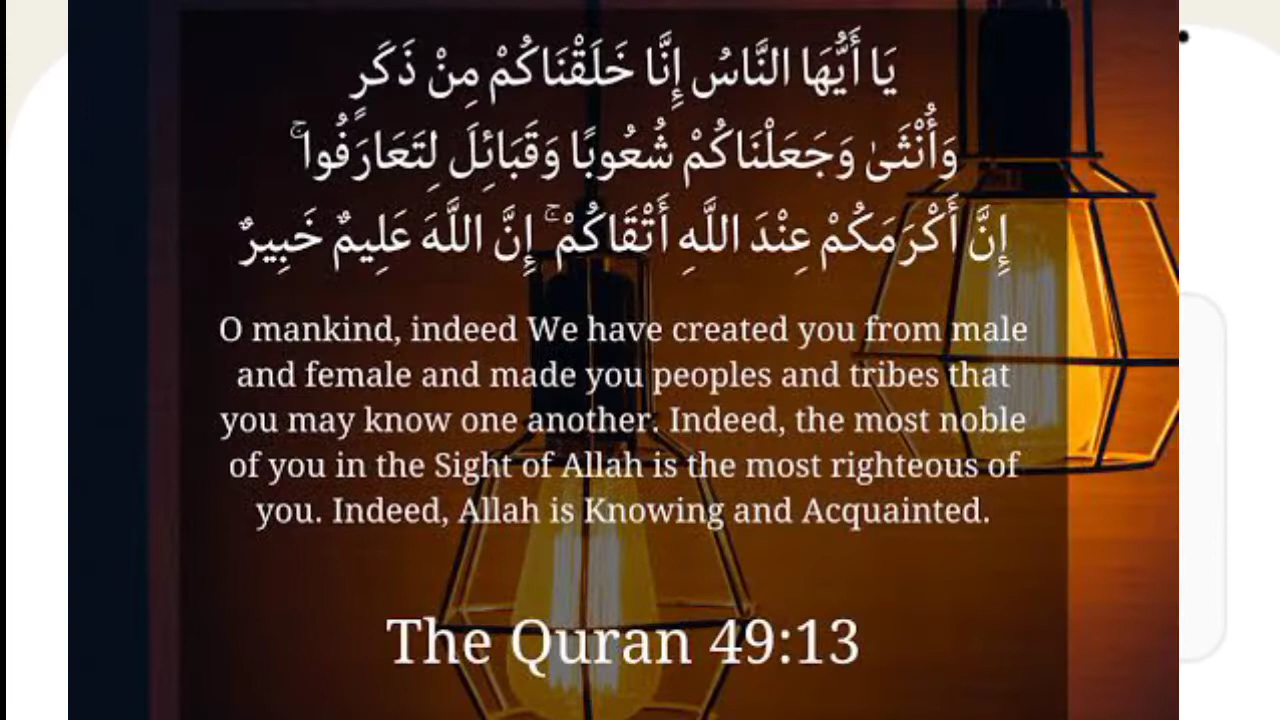 يَا أَيُّهَا النَّاسُ إِنَّا خَلَقْنَاكُمْ مِنْ ذَكَرٍ
وَأُنْثَىٰ وَجَعَلْنَاكُمْ شُعُوبًا وَقَبَائِلَ لِتَعَارَفُوا ۚ
إِنَّ أَكْرَمَكُمْ عِنْدَ اللَّهِ أَتْقَاكُمْ ۚ إِنَّ اللَّهَ عَلِيمٌ خَبِيرٌ
O mankind, indeed We have created you from male
and female and made you peoples and tribes that
you may know one another. Indeed, the most noble
of you in the Sight of Allah is the most righteous of
you. Indeed, Allah is Knowing and Acquainted.
The Quran 49:13